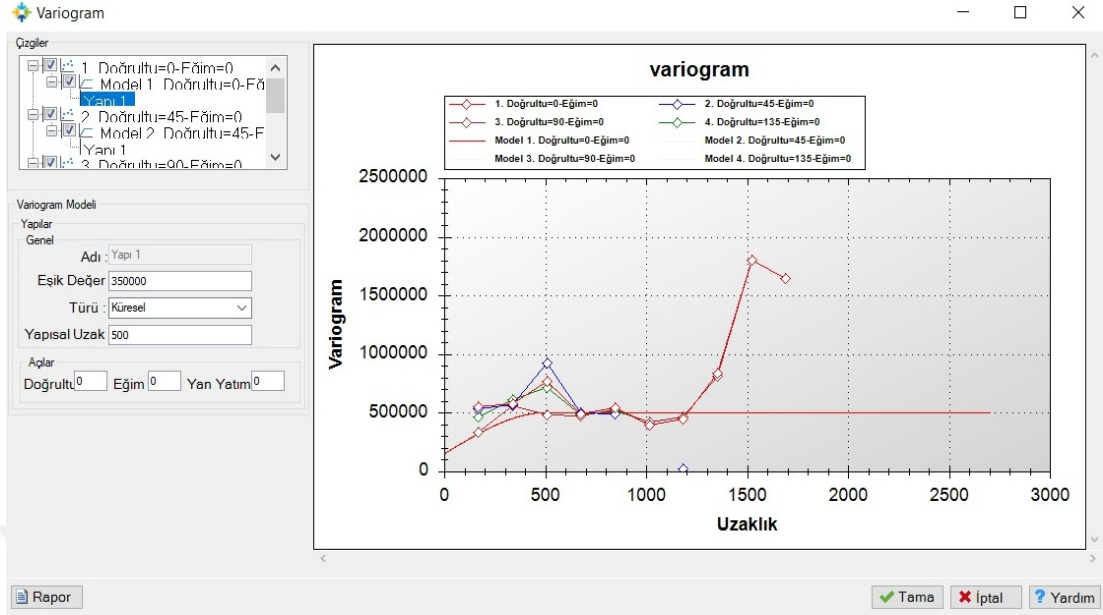 Variogram
Çizgiler
1. Doğrultu=0-Eğim=0
Model 1. Doğrultu=0-Eğ
Yapı 1
2. Doğrultu=45-Eğim=0
Model 2. Doğrultu=45-E
Yapı 1
3. Doğrultu=90-Eğim=0
Variogram Modeli
Yapılar
Genel
Adı : Yapı 1
Eşik Değer 350000
Türü : Küresel
Yapısal Uzak 500
Açılar
Doğrultu 0 Eğim 0 Yan Yatım 0
variogram
1. Doğrultu=0-Eğim=0 2. Doğrultu=45-Eğim=0
3. Doğrultu=90-Eğim=0 4. Doğrultu=135-Eğim=0
Model 1. Doğrultu=0-Eğim=0 Model 2. Doğrultu=45-Eğim=0
Model 3. Doğrultu=90-Eğim=0 Model 4. Doğrultu=135-Eğim=0
Variogram
2500000
2000000
1500000
1000000
500000
0
0 500 1000 1500 2000 2500 3000
Uzaklık
Rapor
Tama İptal Yardım